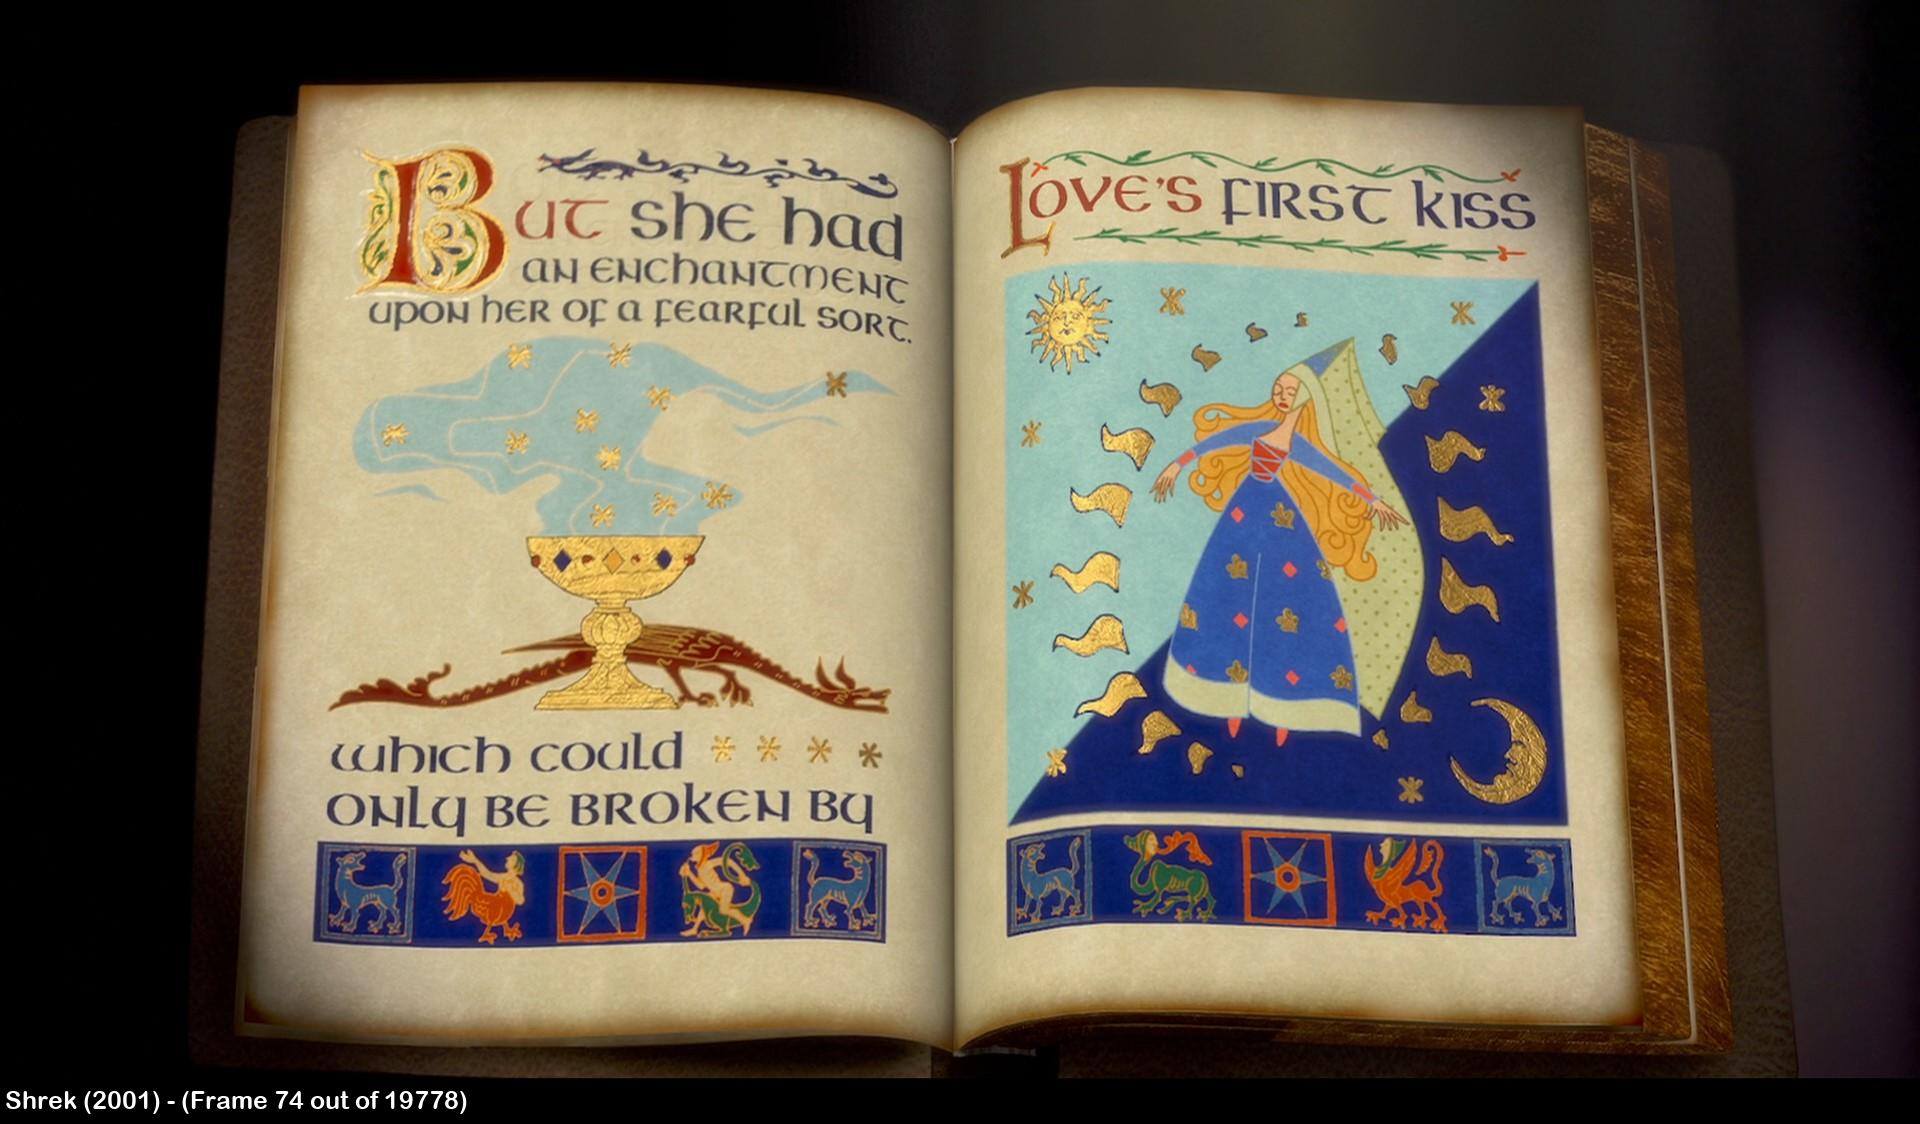 But she had
an enchantment
upon her of a fearful sort.
which could
only be broken by
Love's first kiss
Shrek (2001) - (Frame 74 out of 19778)